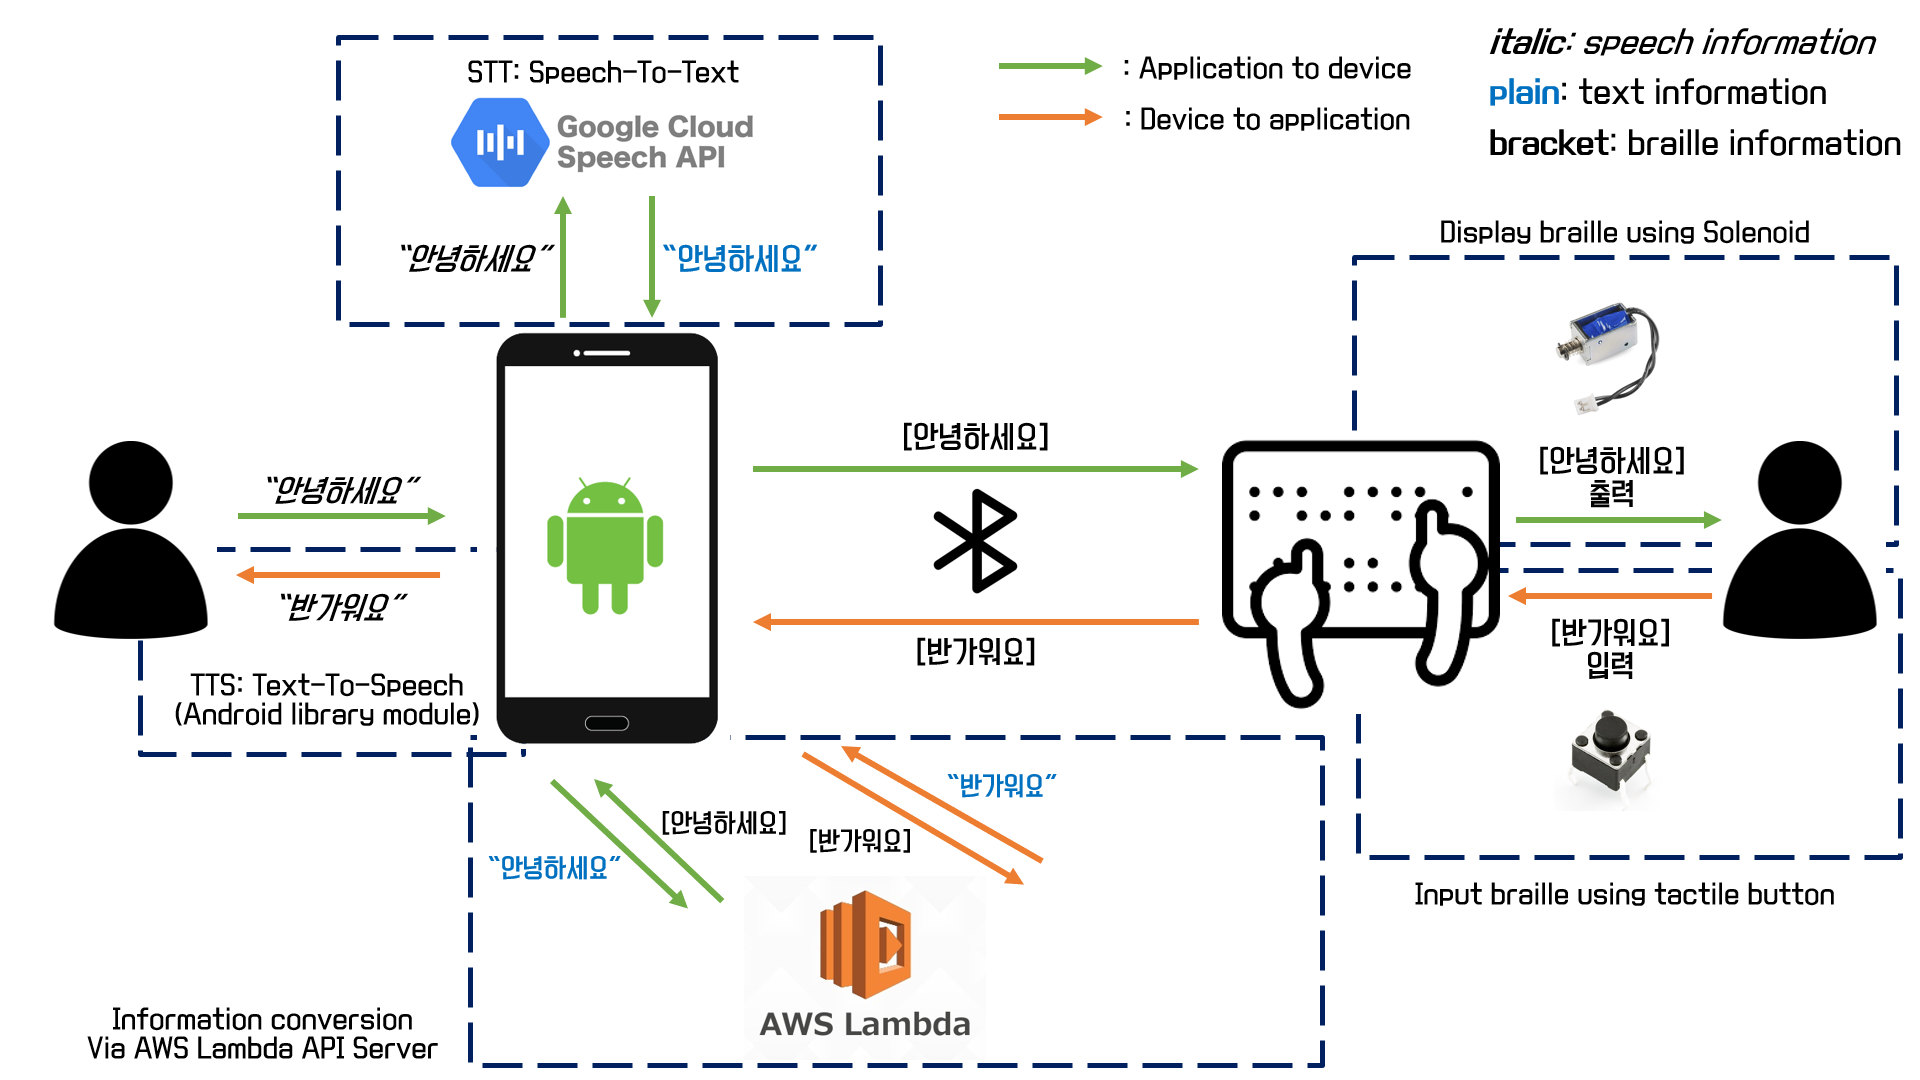 STT: Speech-To-Text
Google Cloud
Speech API
“안녕하세요”
“안녕하세요”
: Application to device
: Device to application
italic: speech information
plain: text information
bracket: braille information
Display braille using Solenoid
“안녕하세요”
“반가워요”
TTS: Text-To-Speech
(Android library module)
[안녕하세요]
[반가워요]
[안녕하세요]
출력
[반가워요]
입력
Input braille using tactile button
“안녕하세요”
[안녕하세요]
[반가워요]
“반가워요”
AWS Lambda
Information conversion
Via AWS Lambda API Server